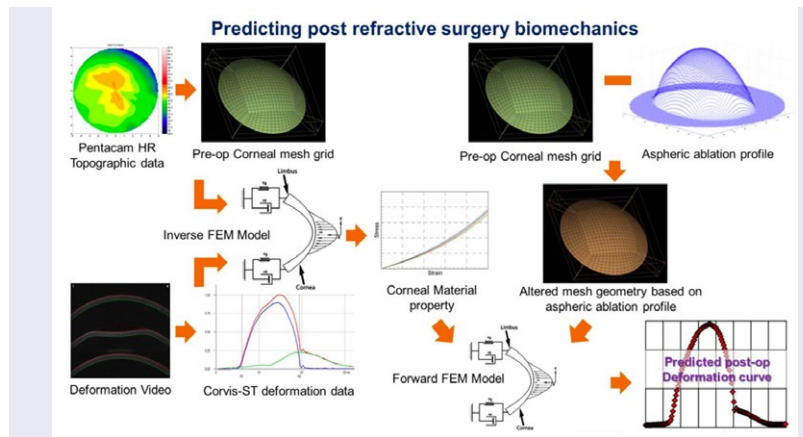 Predicting post refractive surgery biomechanics
Pentacam HR
Topographic data
Pre-op Corneal mesh grid
Pre-op Corneal mesh grid
Aspheric ablation profile
Limbus
Inverse FEM Model
Cornea
Stress
Strain
Corneal Material
property
Altered mesh geometry based on
aspheric ablation profile
Deformation Video
Corvis-ST deformation data
Limbus
Forward FEM Model
Cornea
Predicted post-op
Deformation curve